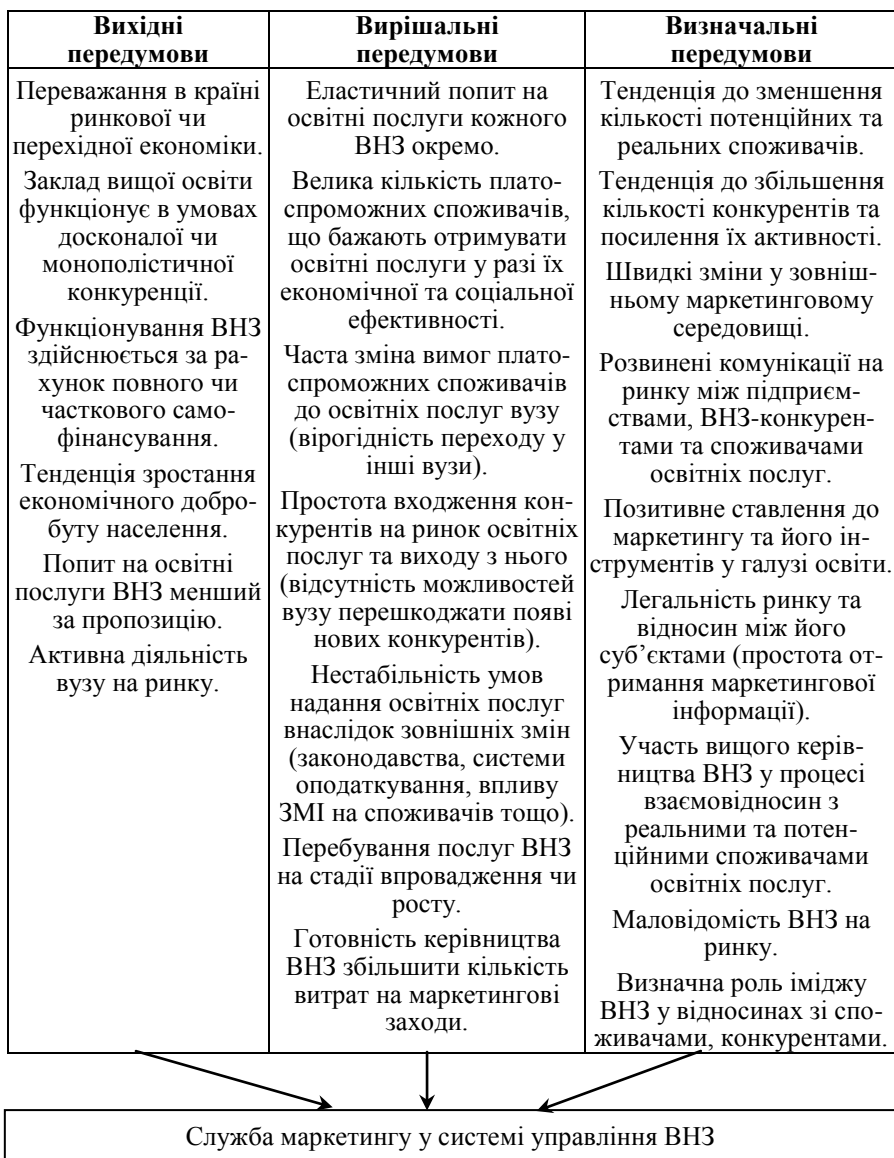 Вихідні
передумови
Переважання в країні
ринкової чи
перехідної економіки.
Заклад вищої освіти
функціонує в умовах
досконалої чи
монополістичної
конкуренції.
Функціонування ВНЗ
здійснюється за ра-
хунок повного чи
часткового само-
фінансування.
Тенденція зростання
економічного добро-
буту населення.
Попит на освітні
послуги ВНЗ менший
за пропозицію.
Активна діяльність
вузу на ринку.
Вирішальні
передумови
Еластичний попит на
освітні послуги кожного
ВНЗ окремо.
Велика кількість плато-
спроможних споживачів,
що бажають отримувати
освітні послуги у разі їх
економічної та соціальної
ефективності.
Часта зміна вимог плато-
спроможних споживачів
до освітніх послуг вузу
(вірогідність переходу у
інші вузи).
Простота входження кон-
курентів на ринок освітніх
послуг та виходу з нього
(відсутність можливостей
вузу перешкоджати появі
нових конкурентів).
Нестабільність умов
надання освітніх послуг
внаслідок зовнішніх змін
(законодавства, системи
оподаткування, впливу
ЗМІ на споживачів тощо).
Перебування послуг ВНЗ
на стадії впровадження чи
росту.
Готовність керівництва
ВНЗ збільшити кількість
витрат на маркетингові
заходи.
Визначальні
передумови
Тенденція до зменшення
кількості потенційних та
реальних споживачів.
Тенденція до збільшення
кількості конкурентів та
посилення їх активності.
Швидкі зміни у зовніш-
ньому маркетинговому
середовищі.
Розвинені комунікації на
ринку між підприєм-
ствами, ВНЗ-конкурен-
тами та споживачами
освітніх послуг.
Позитивне ставлення до
маркетингу та його ін-
струментів у галузі освіти.
Легальність ринку та
відносин між його
суб’єктами (простота от-
римання маркетингової
інформації).
Участь вищого керів-
ництва ВНЗ у процесі
взаємовідносин з
реальними та потен-
ційними споживачами
освітніх послуг.
Маловідомість ВНЗ на
ринку.
Визначна роль іміджу
ВНЗ у відносинах зі спо-
живачами, конкурентами.
Служба маркетингу у системі управління ВНЗ